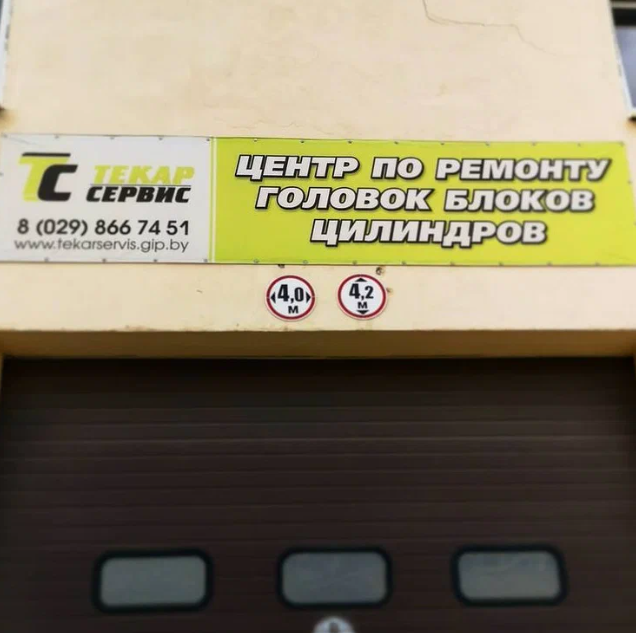 ТС ТЕКАР
СЕРВИС
8 (029) 866 74 51
www.tekarservis.gip.by
ЦЕНТР ПО РЕМОНТУ
ГОЛОВОК БЛОКОВ
ЦИЛИНДРОВ
4,0
М
4,2
М